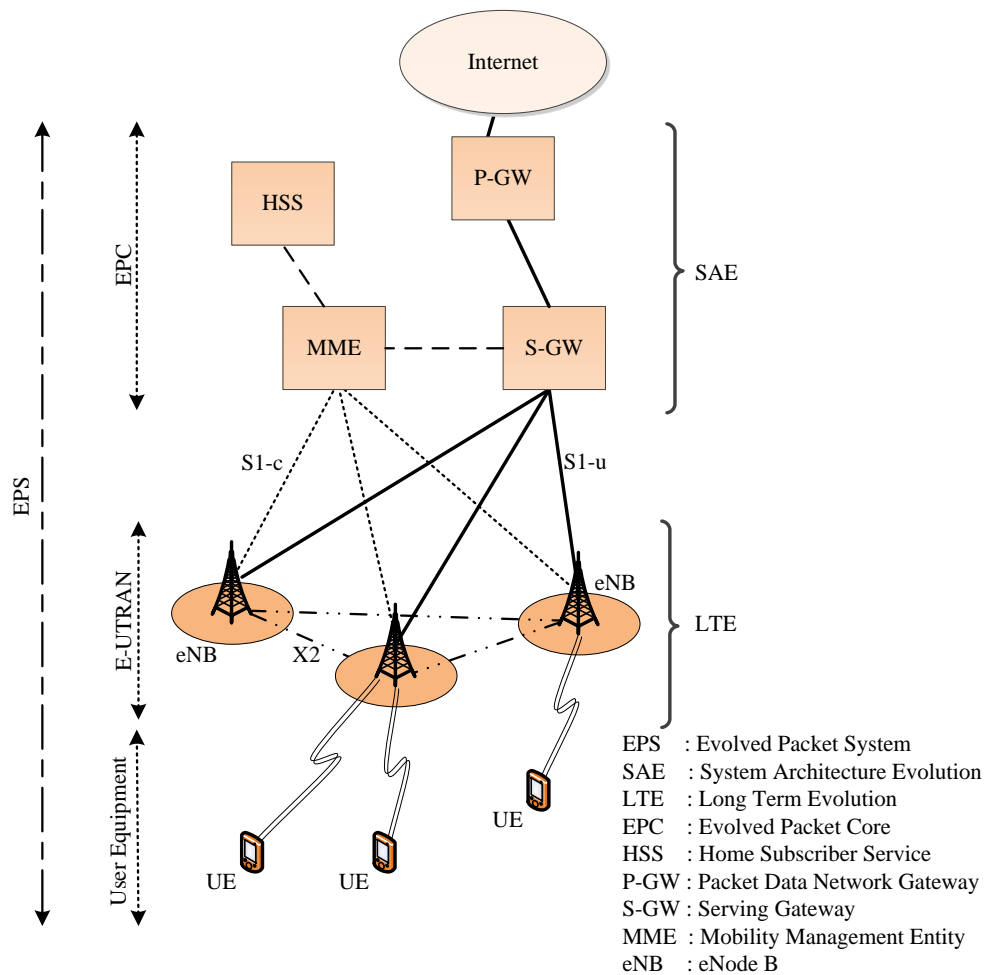 Internet
P-GW
HSS
EPC
SAE
MME
S-GW
S1-c
S1-u
EPS
E-UTRAN
eNB
eNB
X2
LTE
User Equipment
UE
UE
UE
EPS : Evolved Packet System
SAE : System Architecture Evolution
LTE : Long Term Evolution
EPC : Evolved Packet Core
HSS : Home Subscriber Service
P-GW : Packet Data Network Gateway
S-GW : Serving Gateway
MME : Mobility Management Entity
eNB : eNode B